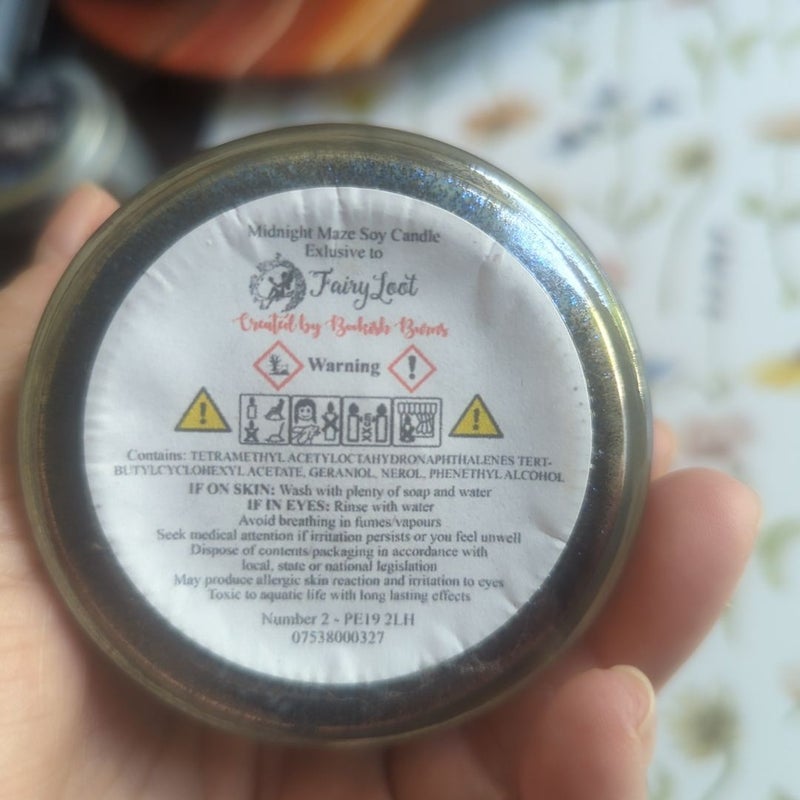 Midnight Maze Soy Candle
Exlusive to
FairyLoot
Created by Bookish Burns
Warning
Contains: TETRAMETHYL ACETYLOCTAHYDRONAPHTHALENES TERT-
BUTYLCYCLOHEXYL ACETATE, GERANIOL, NEROL, PHENETHYL ALCOHOL
IF ON SKIN: Wash with plenty of soap and water
IF IN EYES: Rinse with water
Avoid breathing in fumes/vapours
Seek medical attention if irritation persists or you feel unwell
Dispose of contents/packaging in accordance with
local, state or national legislation
May produce allergic skin reaction and irritation to eyes
Toxic to aquatic life with long lasting effects
Number 2 - PE19 2LH
07538000327